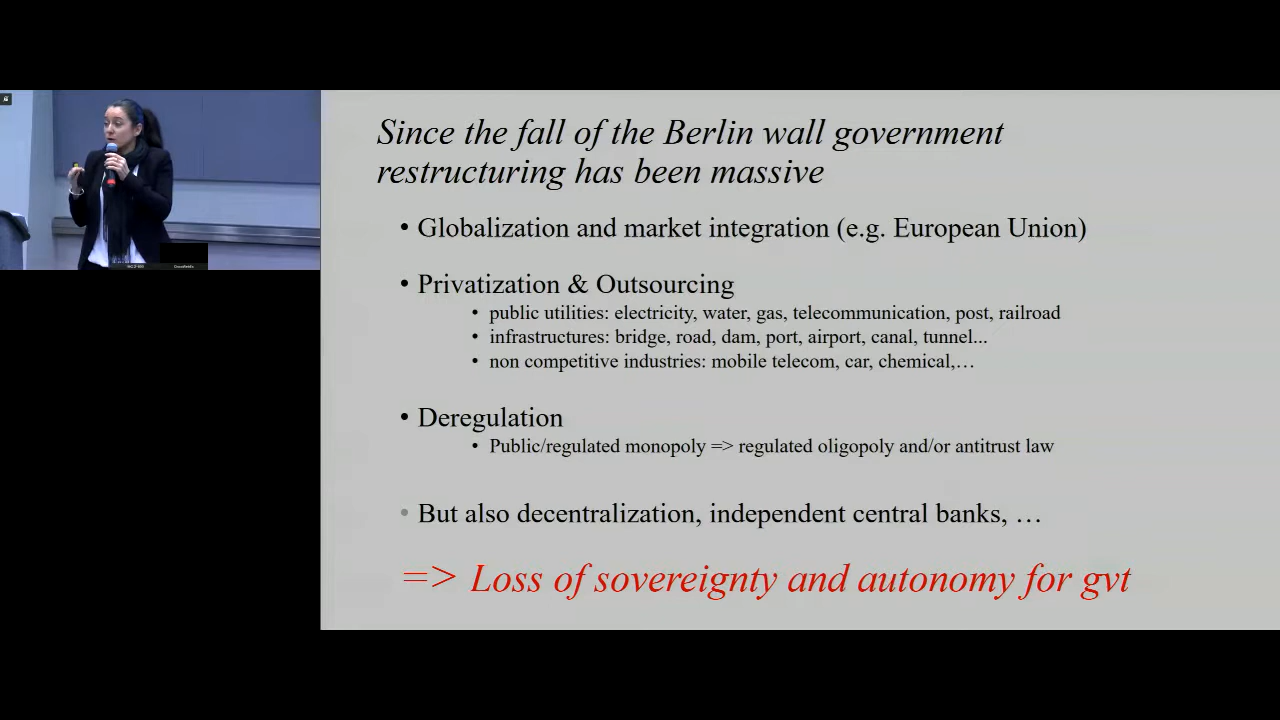 Since the fall of the Berlin wall government
restructuring has been massive
• Globalization and market integration (e.g. European Union)
• Privatization & Outsourcing
• public utilities: electricity, water, gas, telecommunication, post, railroad
• infrastructures: bridge, road, dam, port, airport, canal, tunnel...
• non competitive industries: mobile telecom, car, chemical,…
• Deregulation
• Public/regulated monopoly => regulated oligopoly and/or antitrust law
• But also decentralization, independent central banks, …
=> Loss of sovereignty and autonomy for gvt